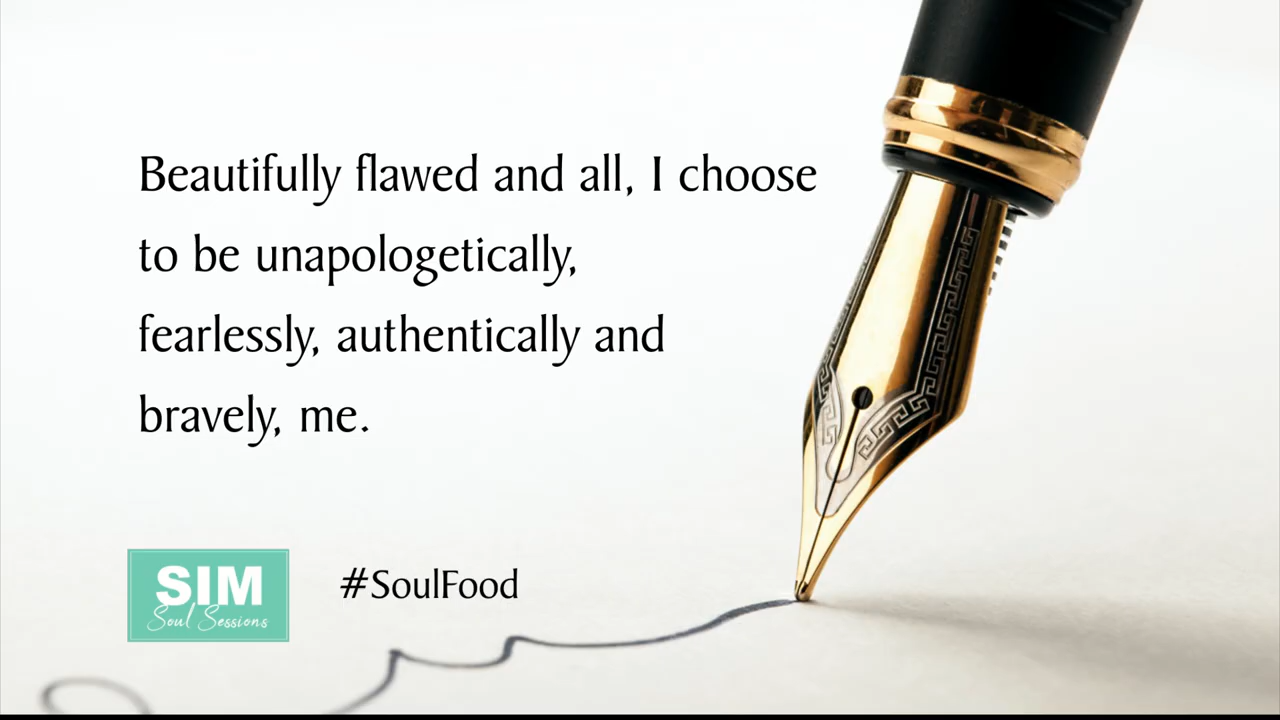 Beautifully flawed and all, I choose
to be unapologetically,
fearlessly, authentically and
bravely, me.
SIM
Soul Sessions
#SoulFood